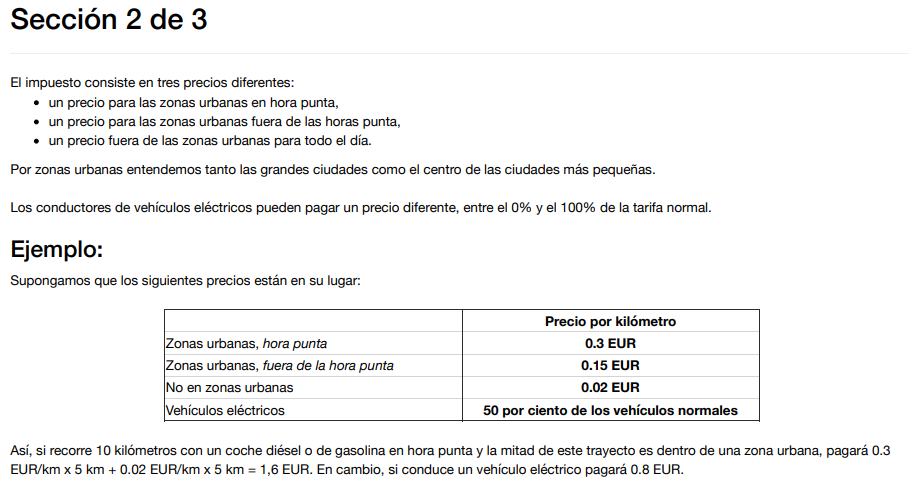 Sección 2 de 3
El impuesto consiste en tres precios diferentes:
• un precio para las zonas urbanas en hora punta,
• un precio para las zonas urbanas fuera de las horas punta,
• un precio fuera de las zonas urbanas para todo el día.
Por zonas urbanas entendemos tanto las grandes ciudades como el centro de las ciudades más pequeñas.
Los conductores de vehículos eléctricos pueden pagar un precio diferente, entre el 0% y el 100% de la tarifa normal.
Ejemplo:
Supongamos que los siguientes precios están en su lugar:
Precio por kilómetro
Zonas urbanas, hora punta 0.3 EUR
Zonas urbanas, fuera de la hora punta 0.15 EUR
No en zonas urbanas 0.02 EUR
Vehículos eléctricos 50 por ciento de los vehículos normales
Así, si recorre 10 kilómetros con un coche diésel o de gasolina en hora punta y la mitad de este trayecto es dentro de una zona urbana, pagará 0.3
EUR/km x 5 km + 0.02 EUR/km x 5 km = 1,6 EUR. En cambio, si conduce un vehículo eléctrico pagará 0.8 EUR.